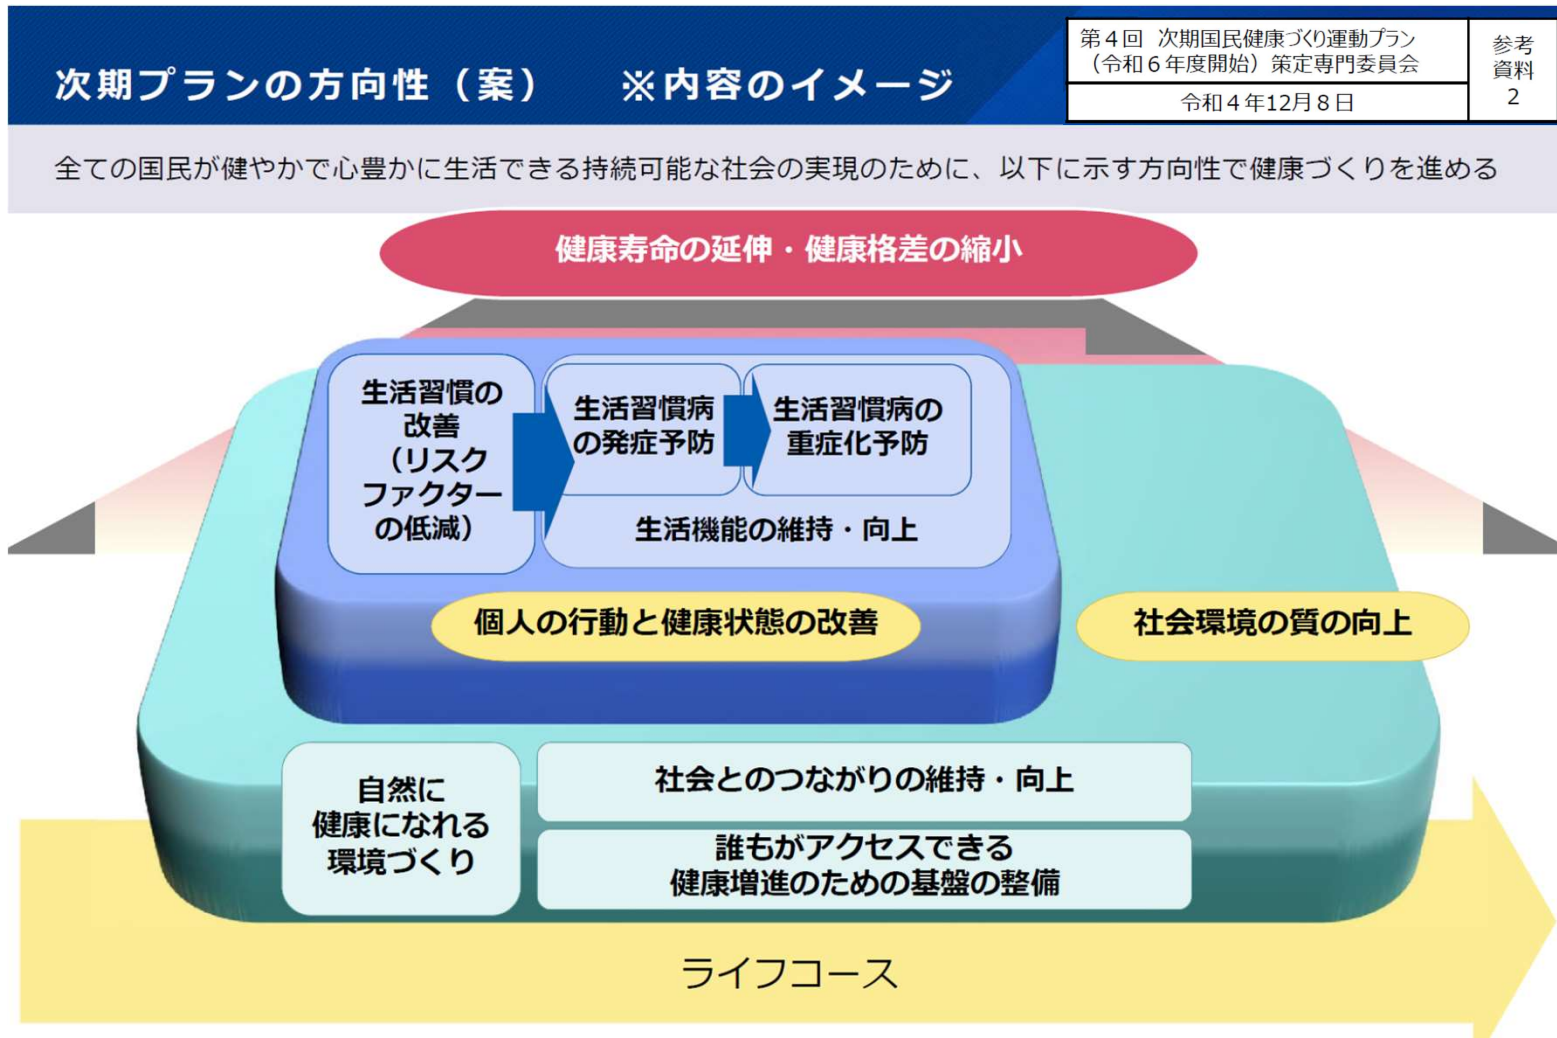 次期プランの方向性（案）　　※内容のイメージ
第４回　次期国民健康づくり運動プラン
（令和６年度開始）策定専門委員会
令和４年12月８日
参考
資料
2
全ての国民が健やかで心豊かに生活できる持続可能な社会の実現のために、以下に示す方向性で健康づくりを進める
健康寿命の延伸・健康格差の縮小
生活習慣の
改善
（リスク
ファクター
の低減）
生活習慣病
の発症予防
生活習慣病の
重症化予防
生活機能の維持・向上
個人の行動と健康状態の改善
社会環境の質の向上
自然に
健康になれる
環境づくり
社会とのつながりの維持・向上
誰もがアクセスできる
健康増進のための基盤の整備
ライフコース